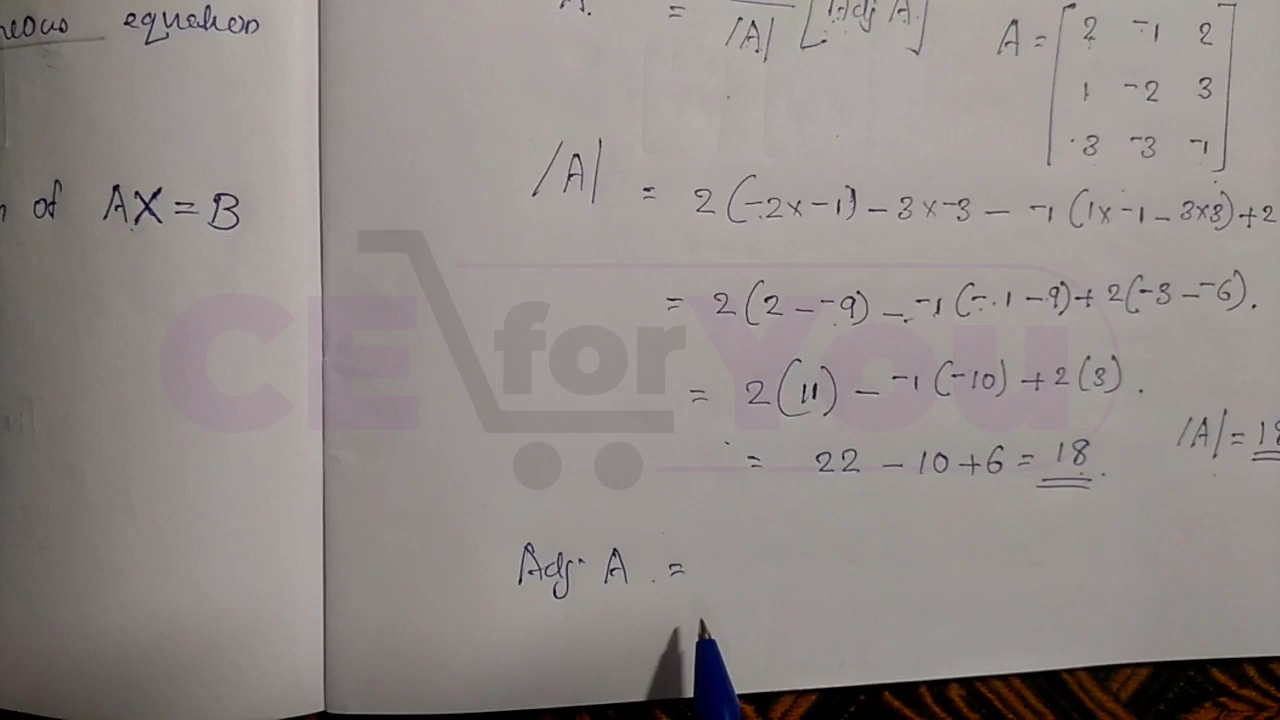 equation
= /A| [Adj A] A = [2 -1 2
1 -2 3
3 -3 -1]
of AX = B
/A| = 2(-2x-1) - 3x-3 - -1(1x-1 - 3x3) + 2
= 2(2 - -9) - -1(-1 - 9) + 2(-3 - -6).
= 2(11) - -1(-10) + 2(3).
= 22 - 10 + 6 = 18. /A| = 18
Adj A =
CE for You